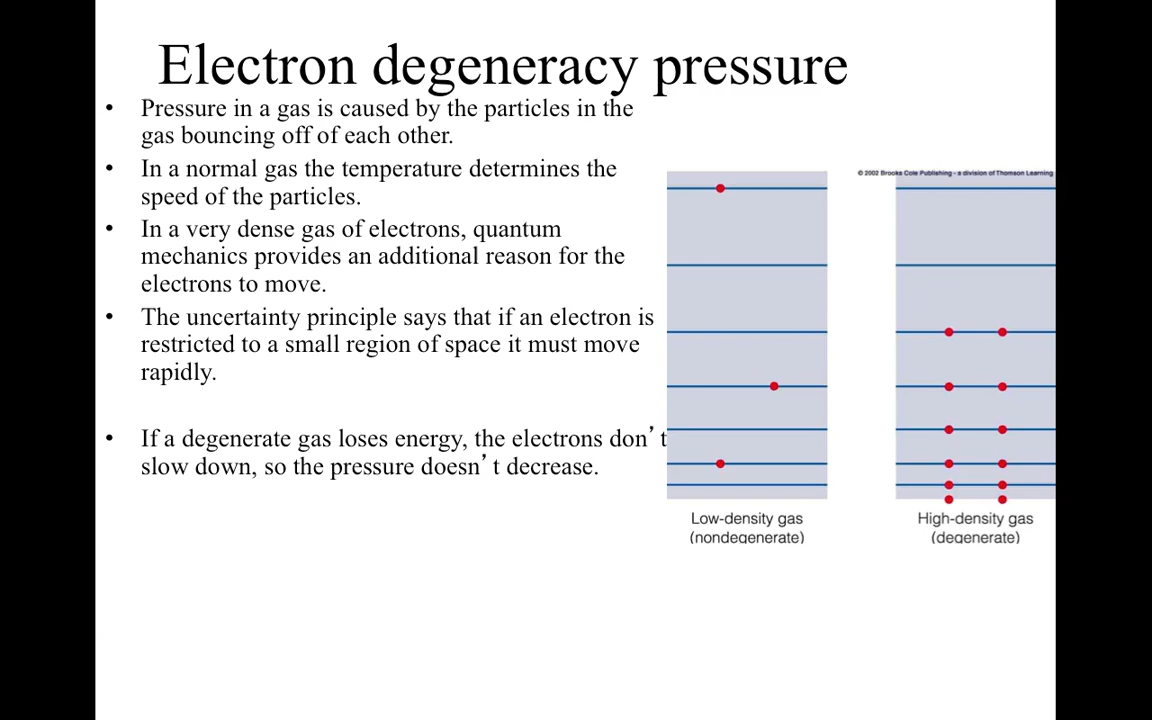 Electron degeneracy pressure
• Pressure in a gas is caused by the particles in the
gas bouncing off of each other.
• In a normal gas the temperature determines the
speed of the particles.
• In a very dense gas of electrons, quantum
mechanics provides an additional reason for the
electrons to move.
• The uncertainty principle says that if an electron is
restricted to a small region of space it must move
rapidly.
• If a degenerate gas loses energy, the electrons don’t
slow down, so the pressure doesn’t decrease.
© 2002 Brooks Cole Publishing - a division of Thomson Learning
Low-density gas
(nondegenerate)
High-density gas
(degenerate)